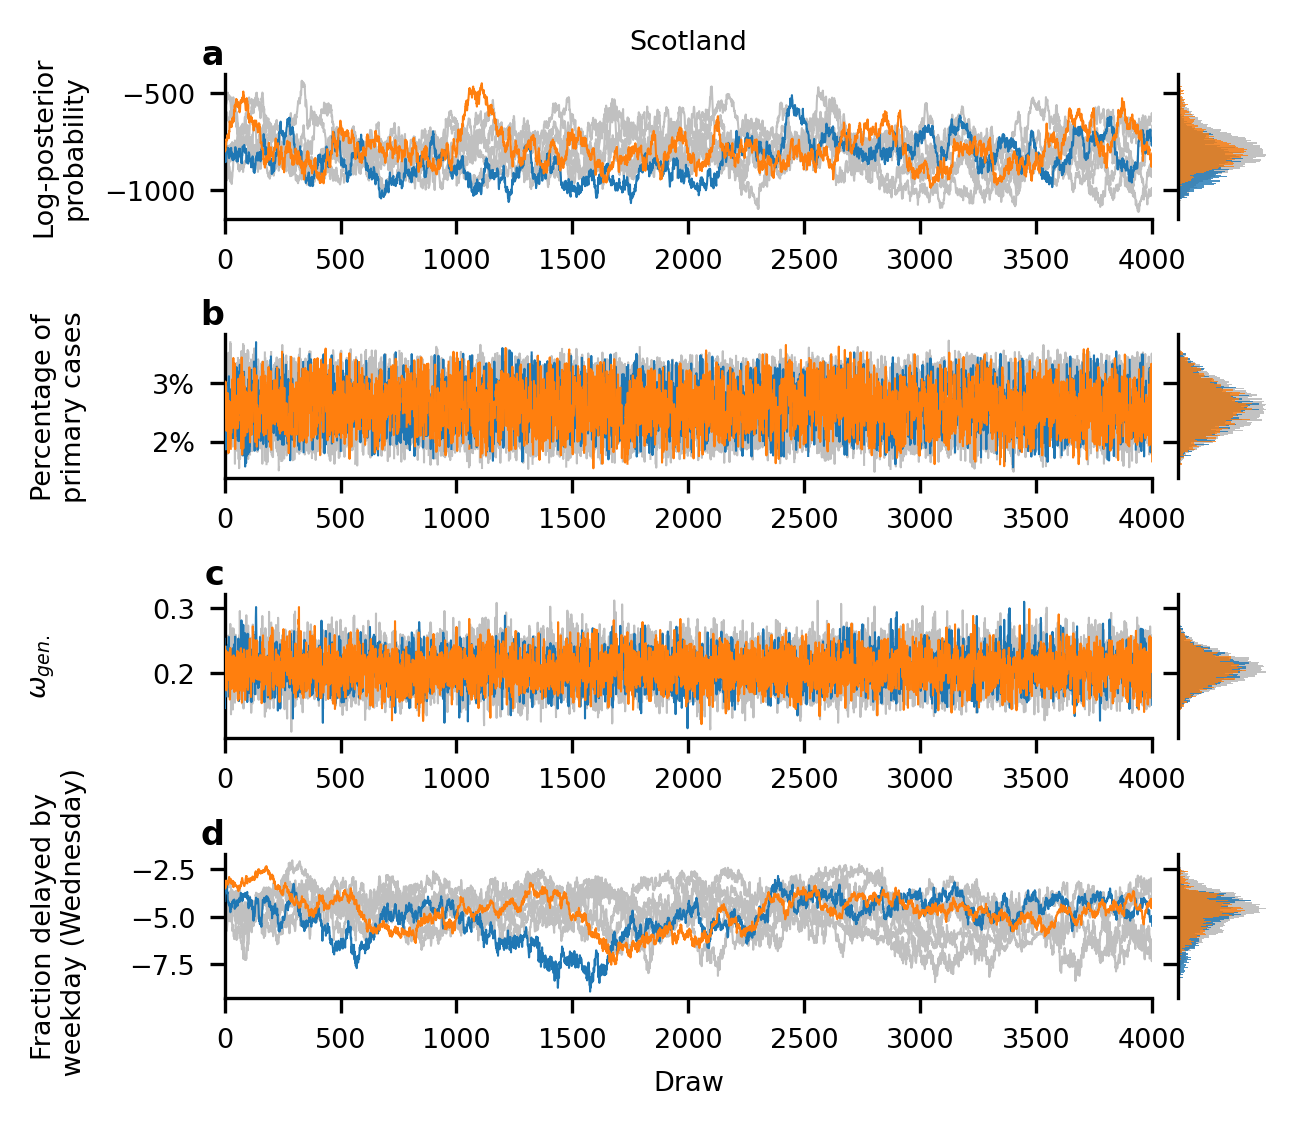 Scotland
a
Log-posterior
probability
−500
−1000
0 500 1000 1500 2000 2500 3000 3500 4000
b
Percentage of
primary cases
3%
2%
0 500 1000 1500 2000 2500 3000 3500 4000
c
ω_gen.
0.3
0.2
0 500 1000 1500 2000 2500 3000 3500 4000
d
Fraction delayed by
weekday (Wednesday)
−2.5
−5.0
−7.5
0 500 1000 1500 2000 2500 3000 3500 4000
Draw